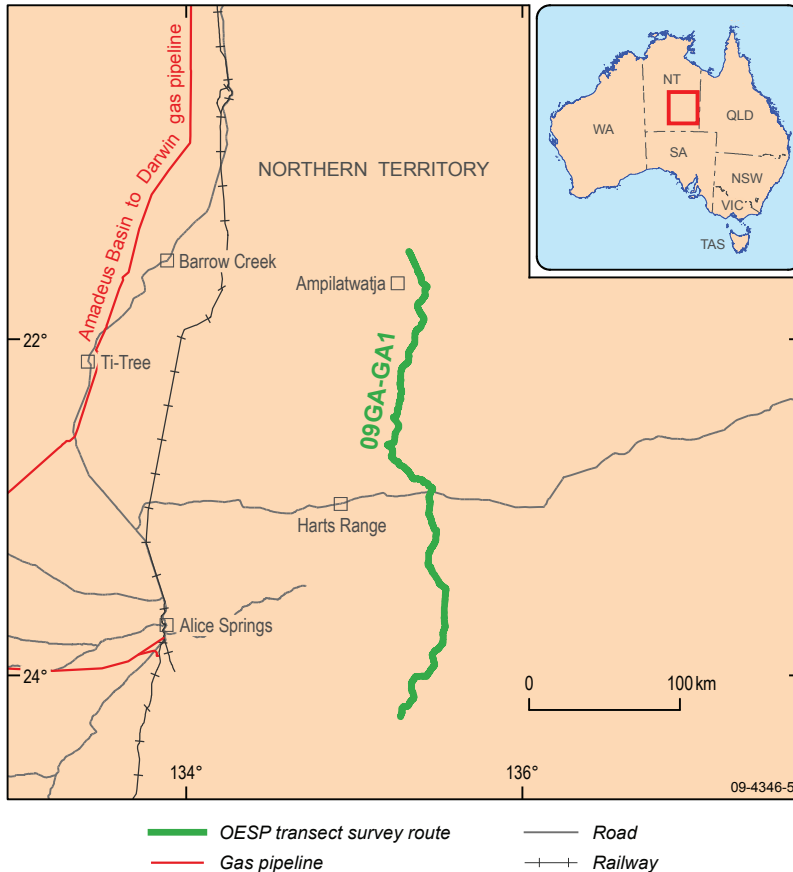 Amadeus Basin to Darwin gas pipeline
NORTHERN TERRITORY
NT
WA
QLD
SA
NSW
VIC
TAS
Barrow Creek
Ampilatwatja
22°
Ti-Tree
09GA-GA1
Harts Range
Alice Springs
24°
0
100 km
134°
136°
09-4346-5
OESP transect survey route
Road
Gas pipeline
Railway